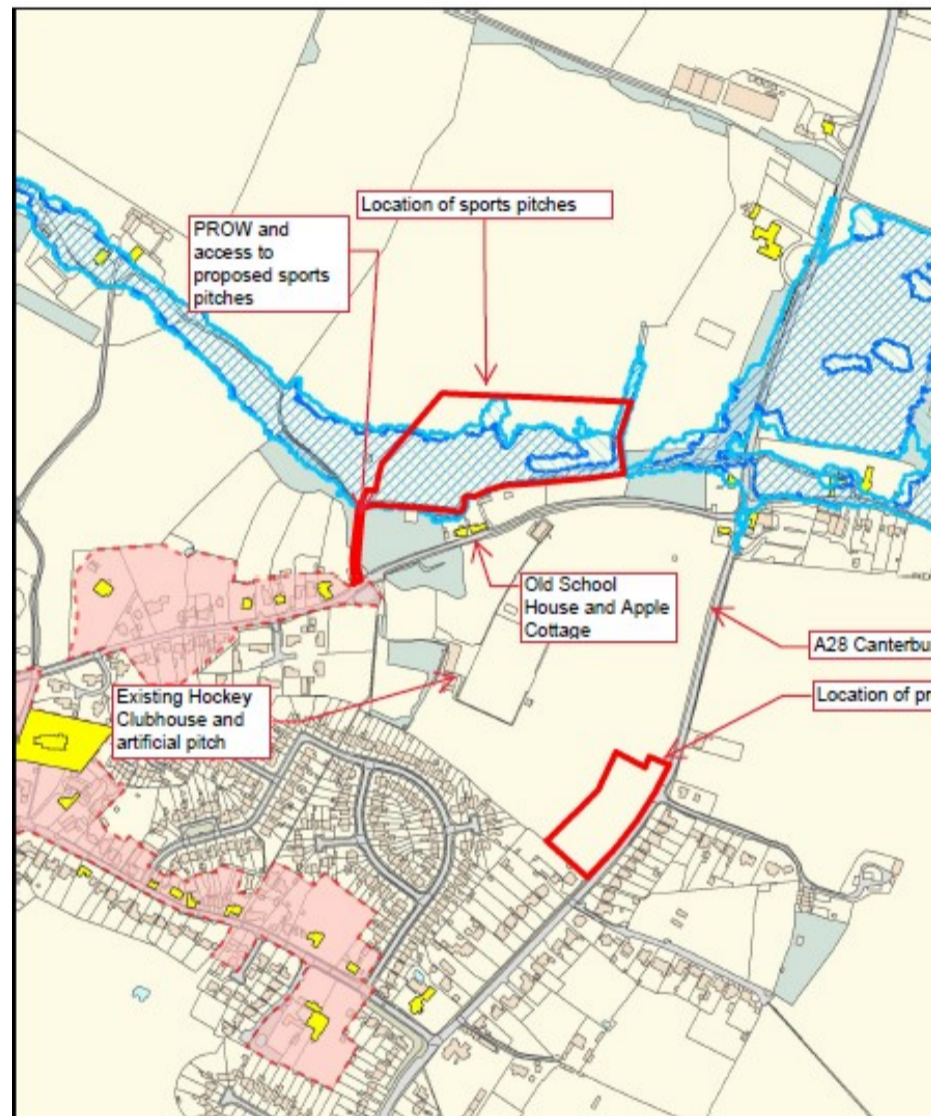 Location of sports pitches
PROW and
access to
proposed sports
pitches
Old School
House and Apple
Cottage
A28 Canterbu
Existing Hockey
Clubhouse and
artificial pitch
Location of pr